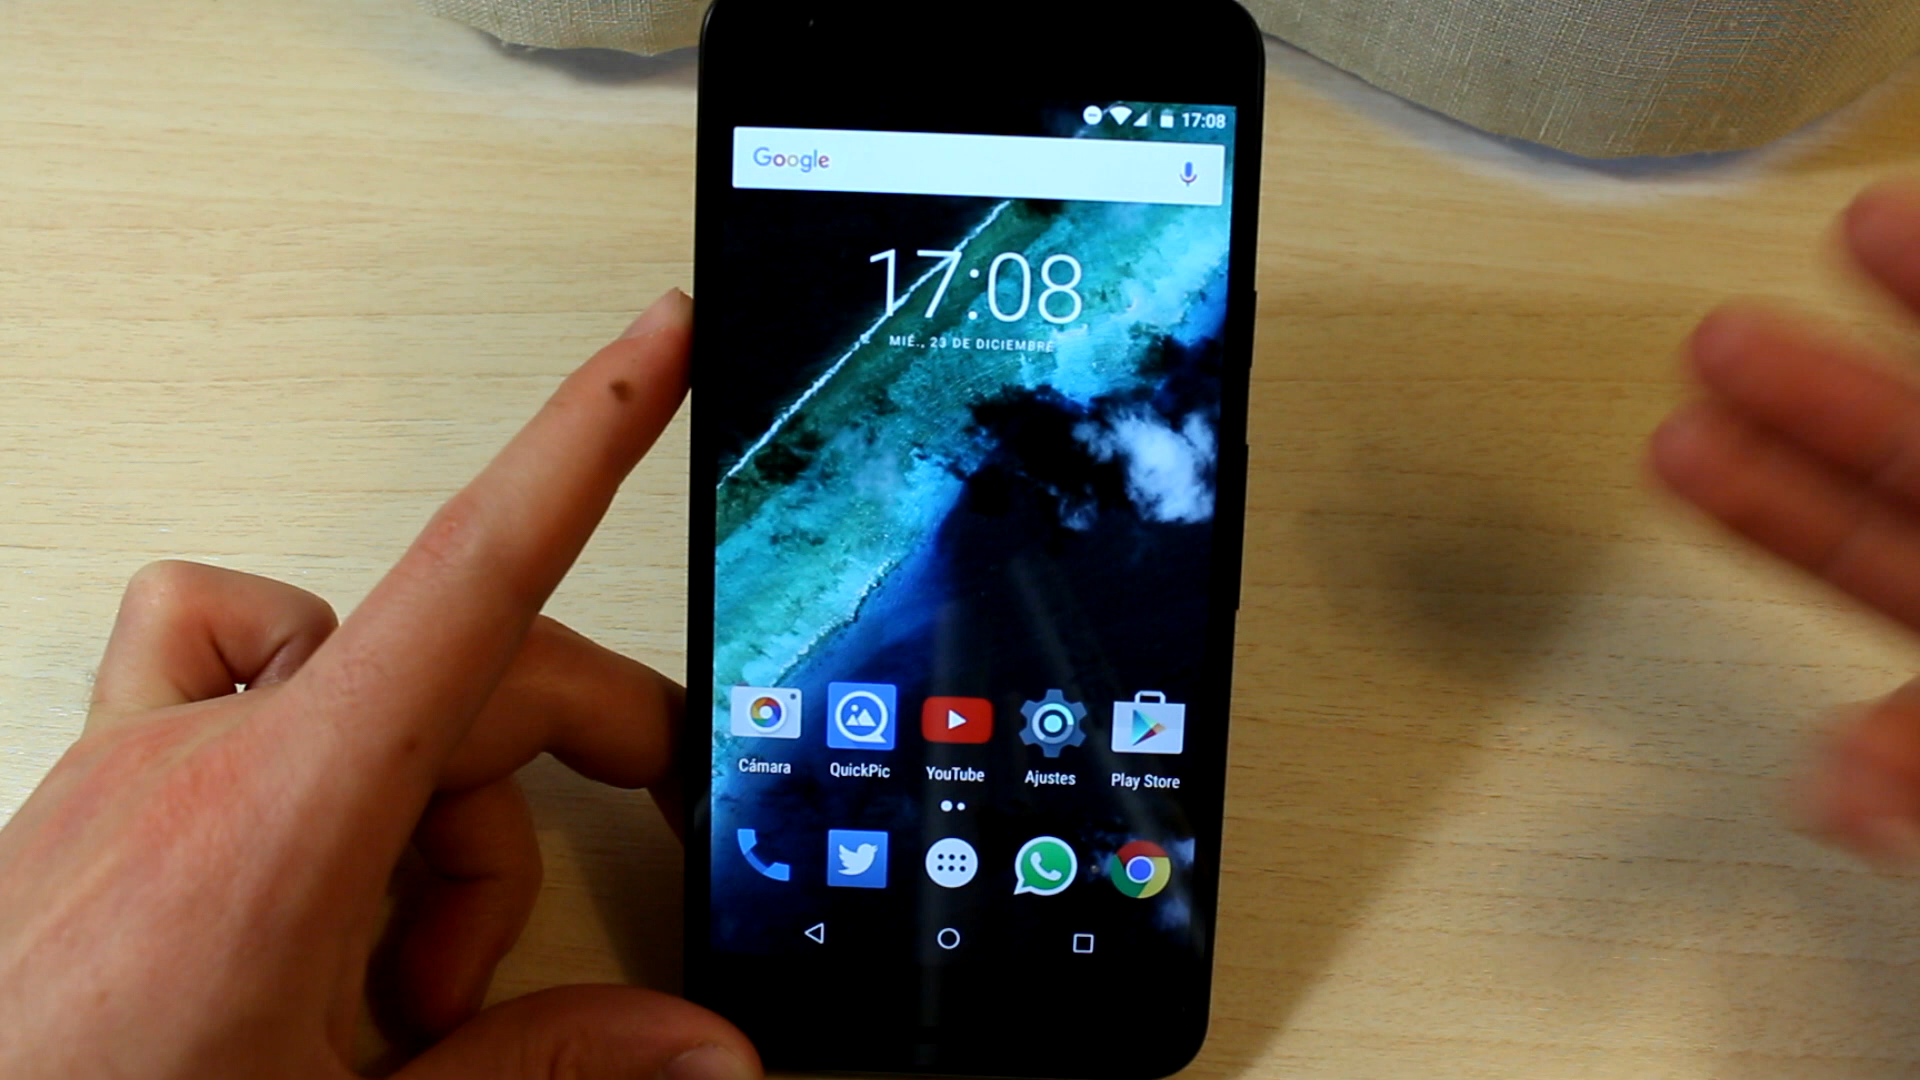 17:08
Google
17:08
MIÉ., 23 DE DICIEMBRE
Cámara QuickPic YouTube Ajustes Play Store